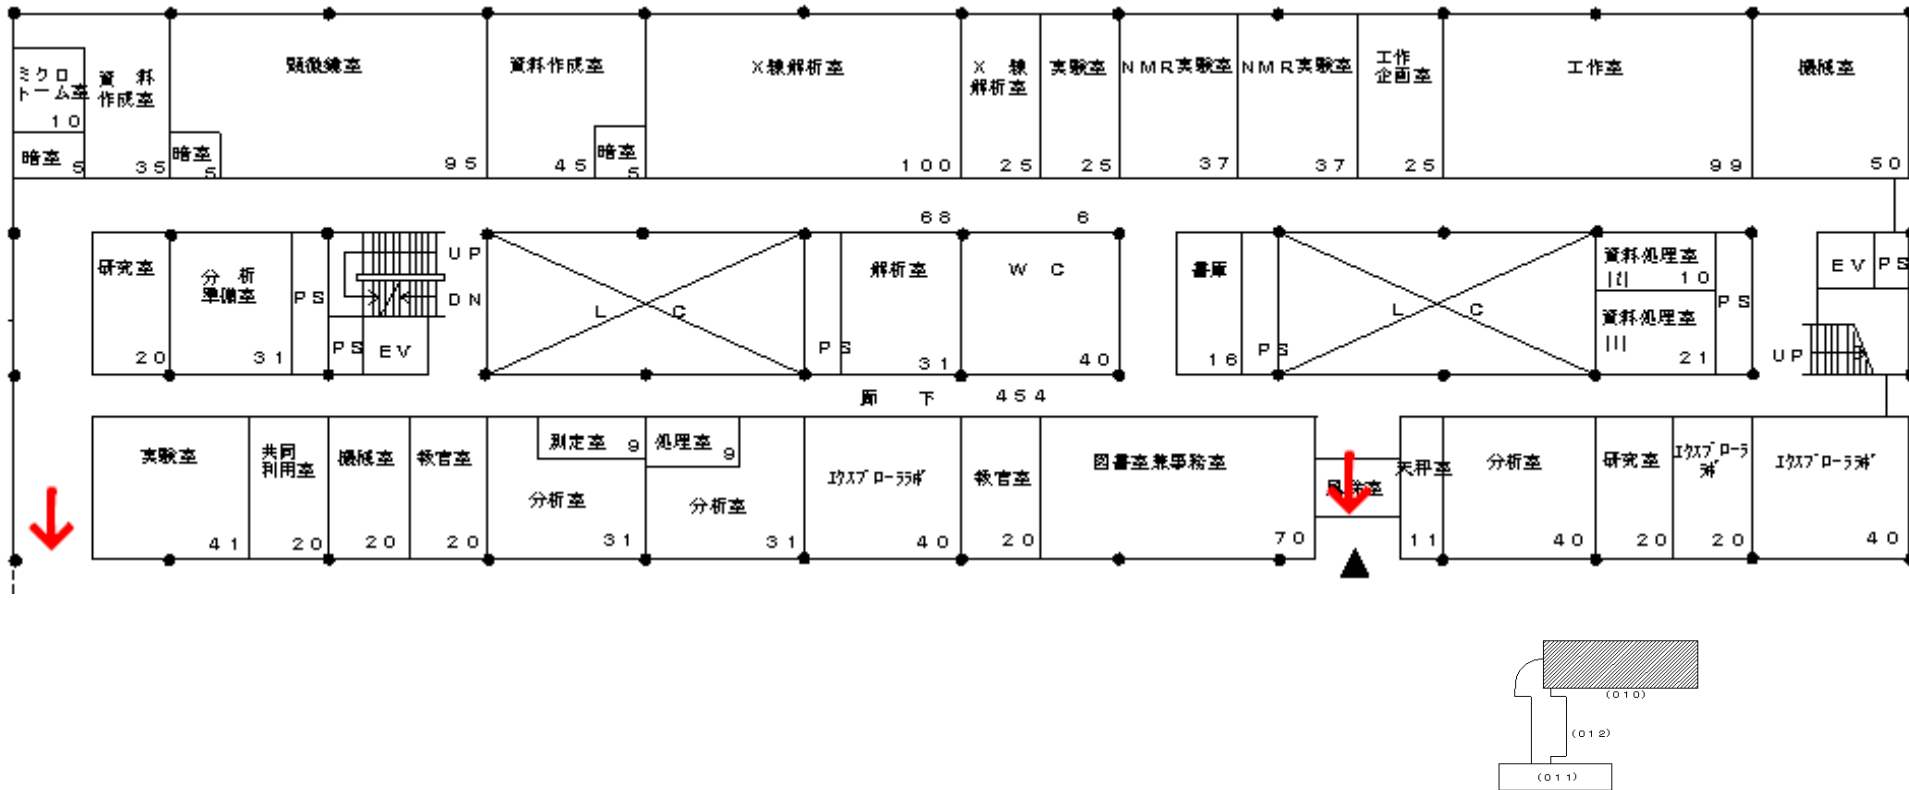 ミクロ
トーム室
10
暗室 5
資 料
作成室
35
暗室
5
顕微鏡室
95
資料作成室
45
暗室
5
X線解析室
100
X 線
解析室
25
実験室
25
NMR実験室
37
NMR実験室
37
工作
企画室
25
工作室
99
機械室
50
68
6
研究室
20
分 析
準備室
31
PS
UP
DN
PS
EV
L C
PS
解析室
31
W C
40
書庫
16
PS
L C
資料処理室
II
10
資料処理室
III
21
PS
EV
PS
UP
廊 下 454
実験室
41
共同
利用室
20
機械室
20
教官室
20
測定室 9
分析室
31
処理室 9
分析室
31
ｴｸｽﾌﾟﾛｰﾗﾗﾎﾞ
40
教官室
20
図書室兼事務室
70
風除室
天秤室
11
分析室
40
研究室
20
ｴｸｽﾌﾟﾛｰﾗ
ﾗﾎﾞ
20
ｴｸｽﾌﾟﾛｰﾗﾗﾎﾞ
40
(010)
(012)
(011)